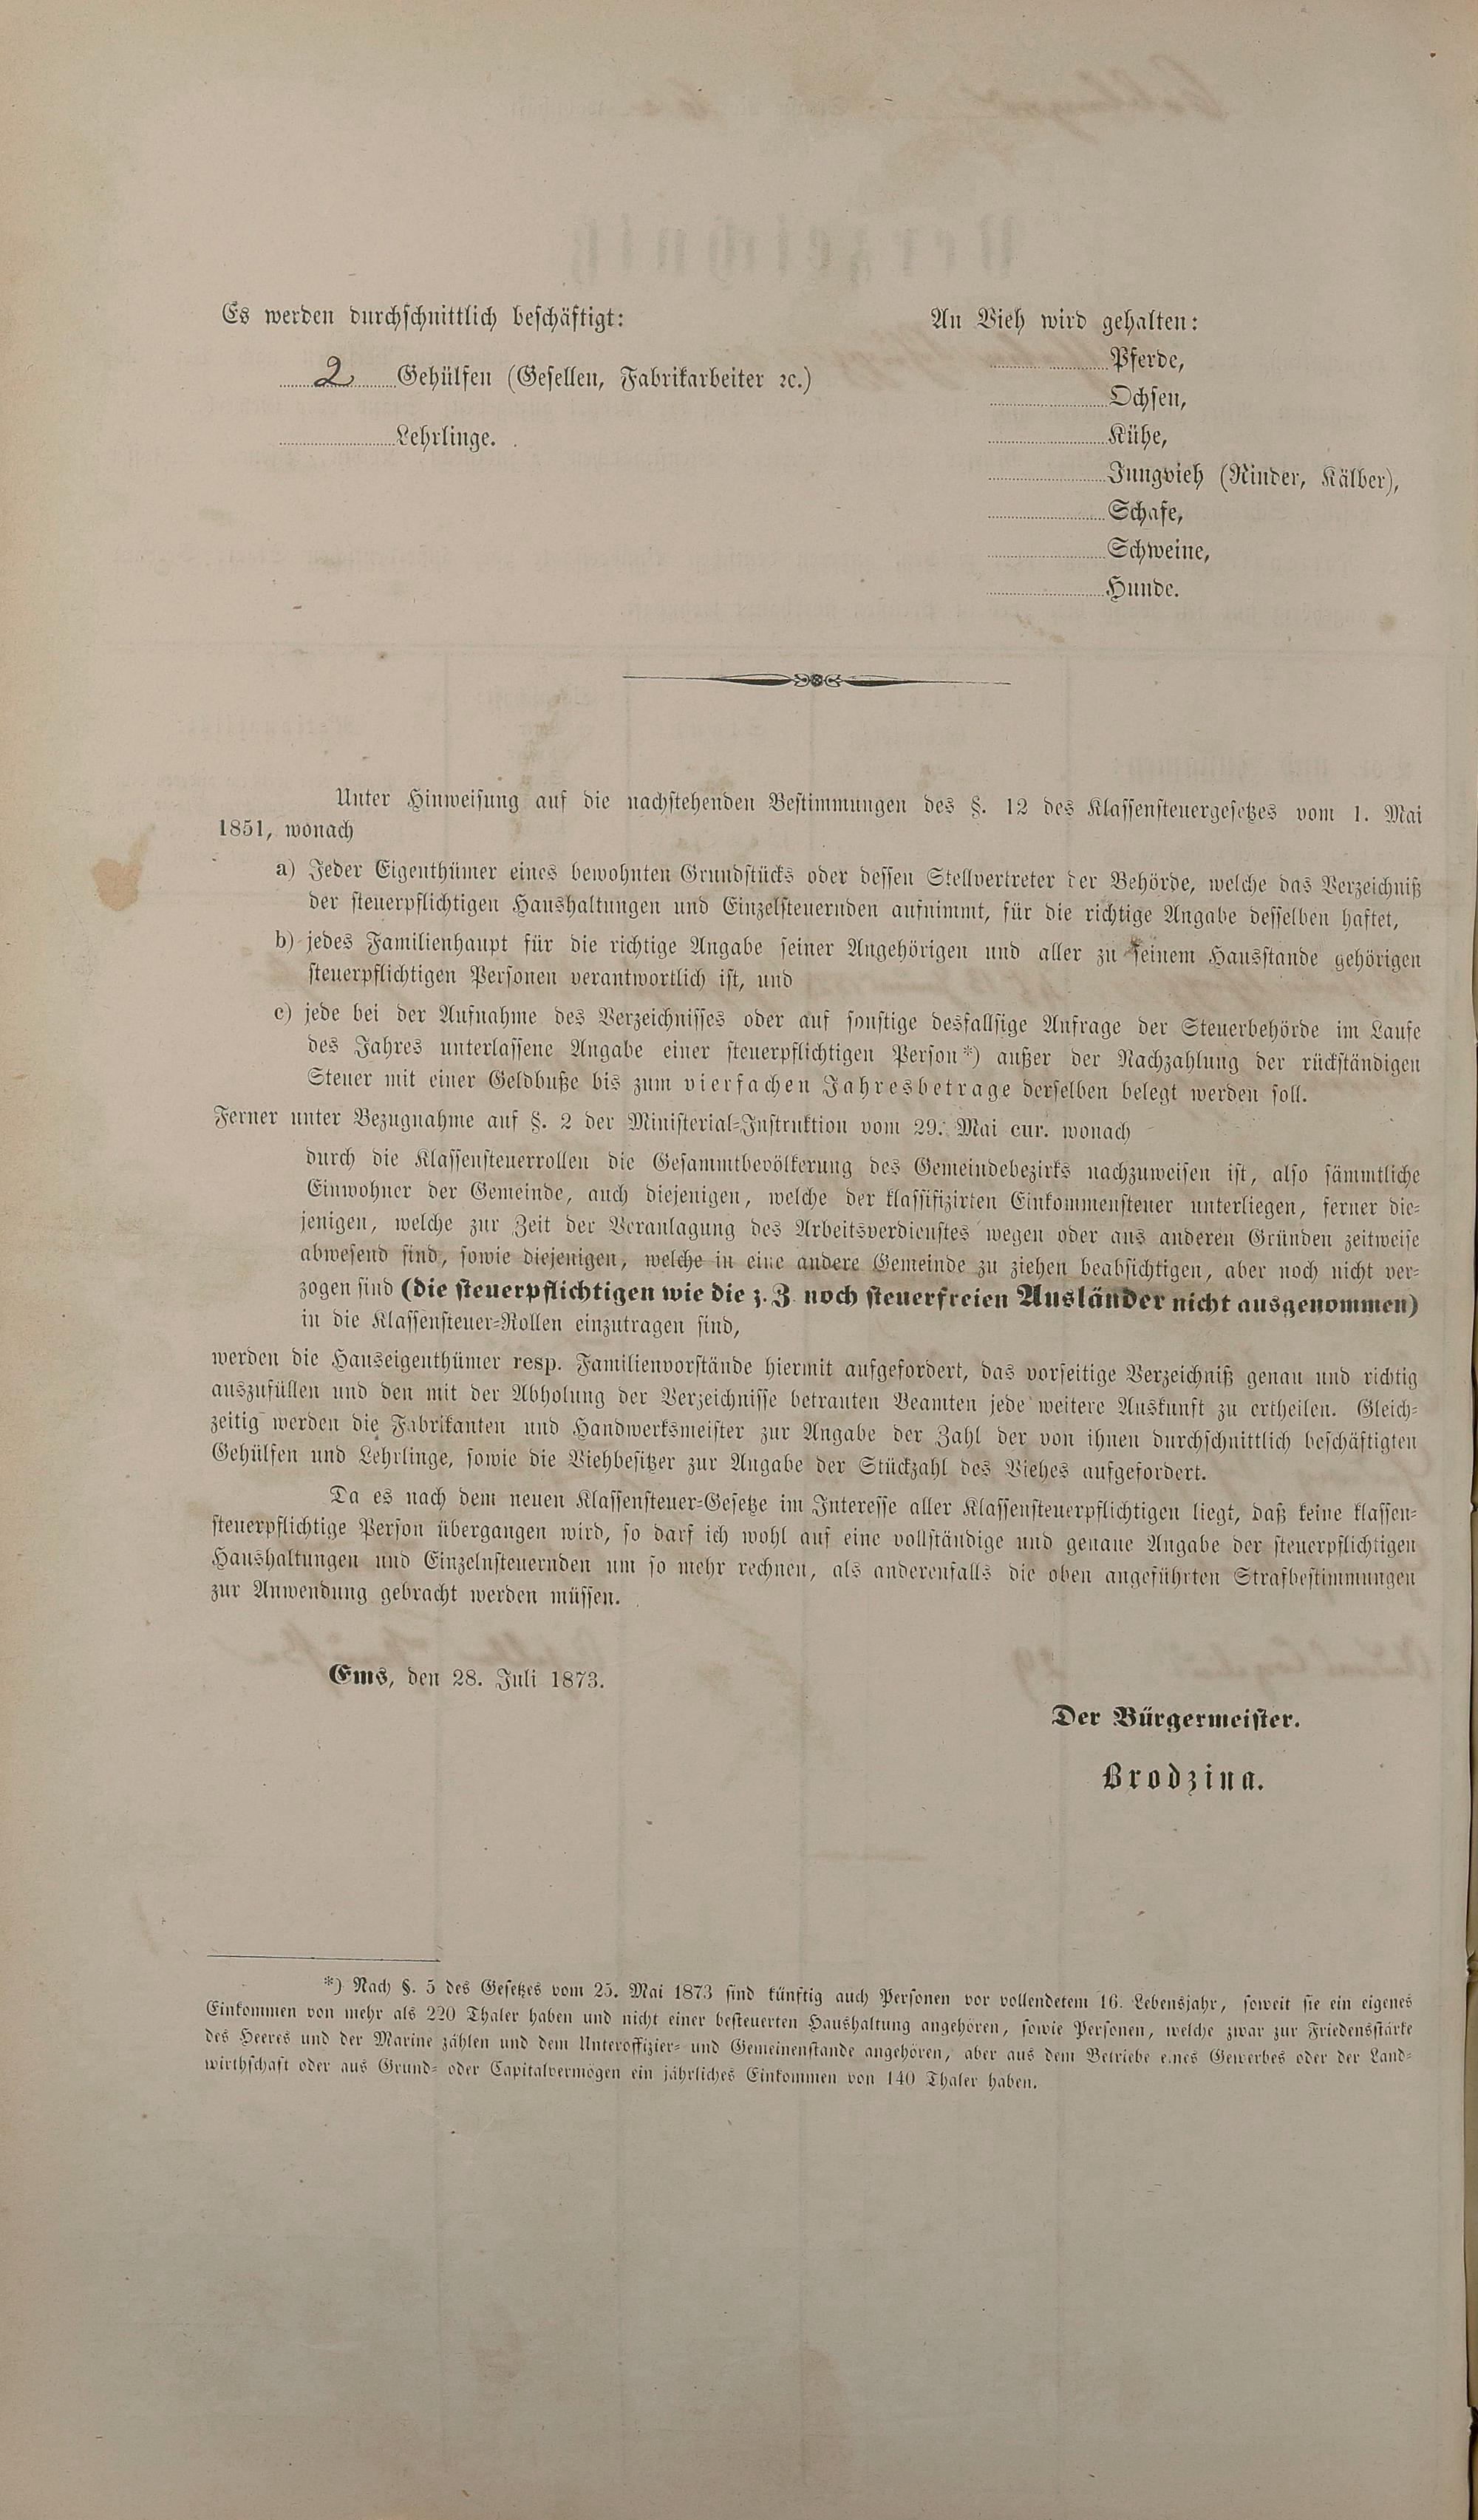 Es werden durchschnittlich beschäftigt:
2 Gehülfen (Gesellen, Fabrikarbeiter ꝛc.)
Lehrlinge.
An Vieh wird gehalten:
Pferde,
Ochsen,
Kühe,
Jungvieh (Rinder, Kälber),
Schafe,
Schweine,
Hunde.
Unter Hinweisung auf die nachstehenden Bestimmungen des §. 12 des Klassensteuergesetzes vom 1. Mai
1851, wonach
a) Jeder Eigenthümer eines bewohnten Grundstücks oder dessen Stellvertreter der Behörde, welche das Verzeichniß
der steuerpflichtigen Haushaltungen und Einzelsteuernden aufnimmt, für die richtige Angabe desselben haftet,
b) jedes Familienhaupt für die richtige Angabe seiner Angehörigen und aller zu seinem Hausstande gehörigen
steuerpflichtigen Personen verantwortlich ist, und
c) jede bei der Aufnahme des Verzeichnisses oder auf sonstige desfallsige Anfrage der Steuerbehörde im Laufe
des Jahres unterlassene Angabe einer steuerpflichtigen Person*) außer der Nachzahlung der rückständigen
Steuer mit einer Geldbuße bis zum vierfachen Jahresbetrage derselben belegt werden soll.
Ferner unter Bezugnahme auf §. 2 der Ministerial-Instruktion vom 29. Mai cur. wonach
durch die Klassensteuerrollen die Gesammtbevölkerung des Gemeindebezirks nachzuweisen ist, also sämmtliche
Einwohner der Gemeinde, auch diejenigen, welche der klassifizirten Einkommensteuer unterliegen, ferner die-
jenigen, welche zur Zeit der Veranlagung des Arbeitsverdienstes wegen oder aus anderen Gründen zeitweise
abwesend sind, sowie diejenigen, welche in eine andere Gemeinde zu ziehen beabsichtigen, aber noch nicht ver-
zogen sind (die steuerpflichtigen wie die z. Z. noch steuerfreien Ausländer nicht ausgenommen)
in die Klassensteuer-Rollen einzutragen sind,
werden die Hauseigenthümer resp. Familienvorstände hiermit aufgefordert, das vorseitige Verzeichniß genau und richtig
auszufüllen und den mit der Abholung der Verzeichnisse betrauten Beamten jede weitere Auskunft zu ertheilen. Gleich-
zeitig werden die Fabrikanten und Handwerksmeister zur Angabe der Zahl der von ihnen durchschnittlich beschäftigten
Gehülfen und Lehrlinge, sowie die Viehbesitzer zur Angabe der Stückzahl des Viehes aufgefordert.
Da es nach dem neuen Klassensteuer-Gesetze im Interesse aller Klassensteuerpflichtigen liegt, daß keine klassen-
steuerpflichtige Person übergangen wird, so darf ich wohl auf eine vollständige und genaue Angabe der steuerpflichtigen
Haushaltungen und Einzelnsteuernden um so mehr rechnen, als anderenfalls die oben angeführten Strafbestimmungen
zur Anwendung gebracht werden müssen.
Ems, den 28. Juli 1873.
Der Bürgermeister.
Brodzina.
*) Nach §. 5 des Gesetzes vom 25. Mai 1873 sind künftig auch Personen vor vollendetem 16. Lebensjahr, soweit sie ein eigenes
Einkommen von mehr als 220 Thaler haben und nicht einer besteuerten Haushaltung angehören, sowie Personen, welche zwar zur Friedensstärke
des Heeres und der Marine zählen und dem Unteroffizier- und Gemeinenstande angehören, aber aus dem Betriebe eines Gewerbes oder der Land-
wirthschaft oder aus Grund- oder Capitalvermögen ein jährliches Einkommen von 140 Thaler haben.